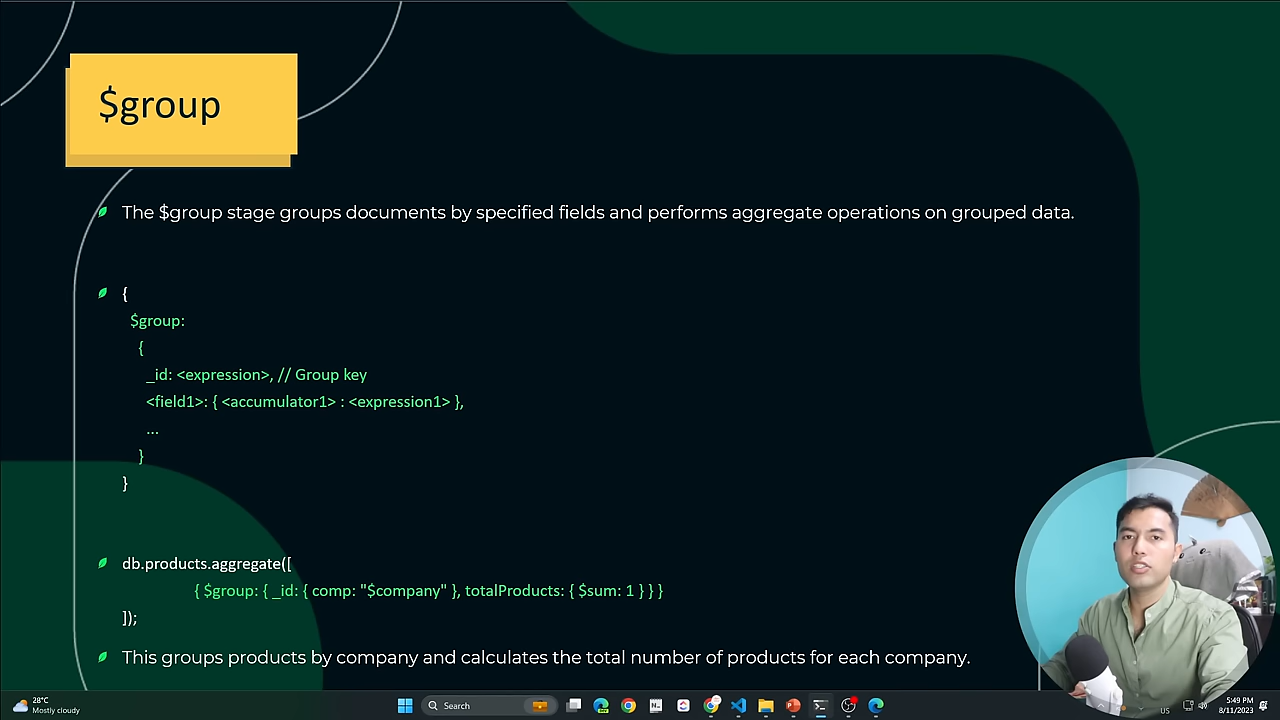 $group
The $group stage groups documents by specified fields and performs aggregate operations on grouped data.
{
$group:
{
_id: <expression>, // Group key
<field1>: { <accumulator1> : <expression1> },
...
}
}
db.products.aggregate([
{ $group: { _id: { comp: "$company" }, totalProducts: { $sum: 1 } } }
]);
This groups products by company and calculates the total number of products for each company.
28°C
Mostly cloudy
Search
US
5:49 PM
8/11/2023